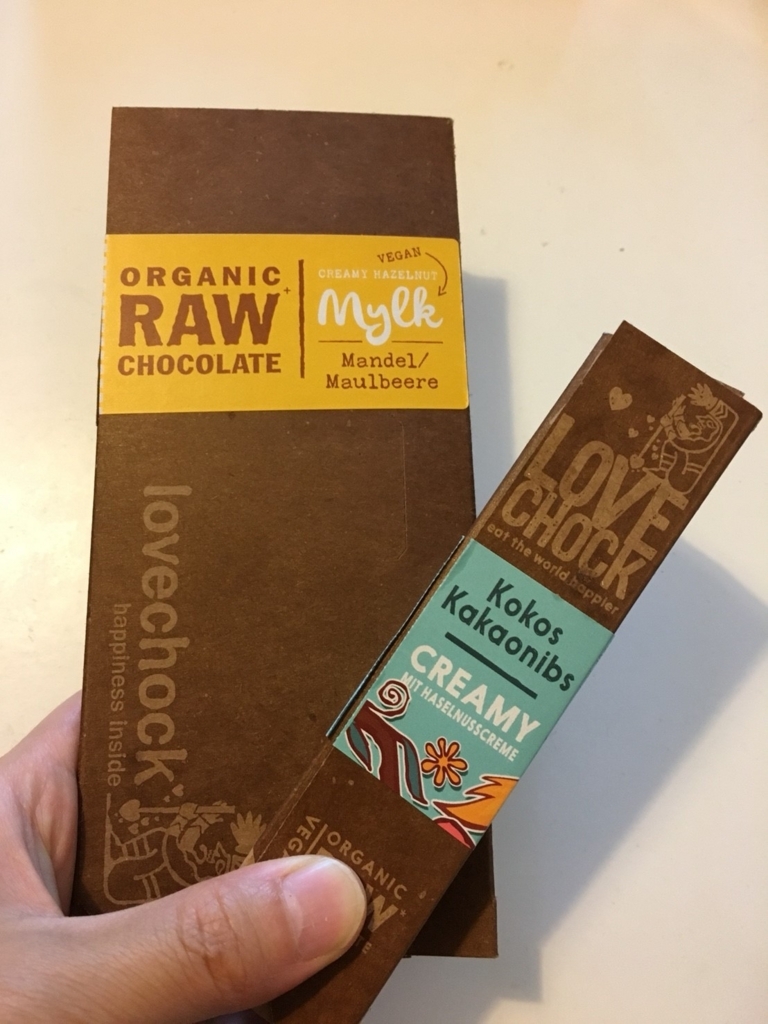 ORGANIC
RAW+
CHOCOLATE
VEGAN
CREAMY HAZELNUT
Mylk
Mandel/
Maulbeere
lovechock
happiness inside
LOVE
CHOCK
eat the world happier
Kokos
Kakaonibs
CREAMY
MIT HASELNUSSCREME
ORGANIC